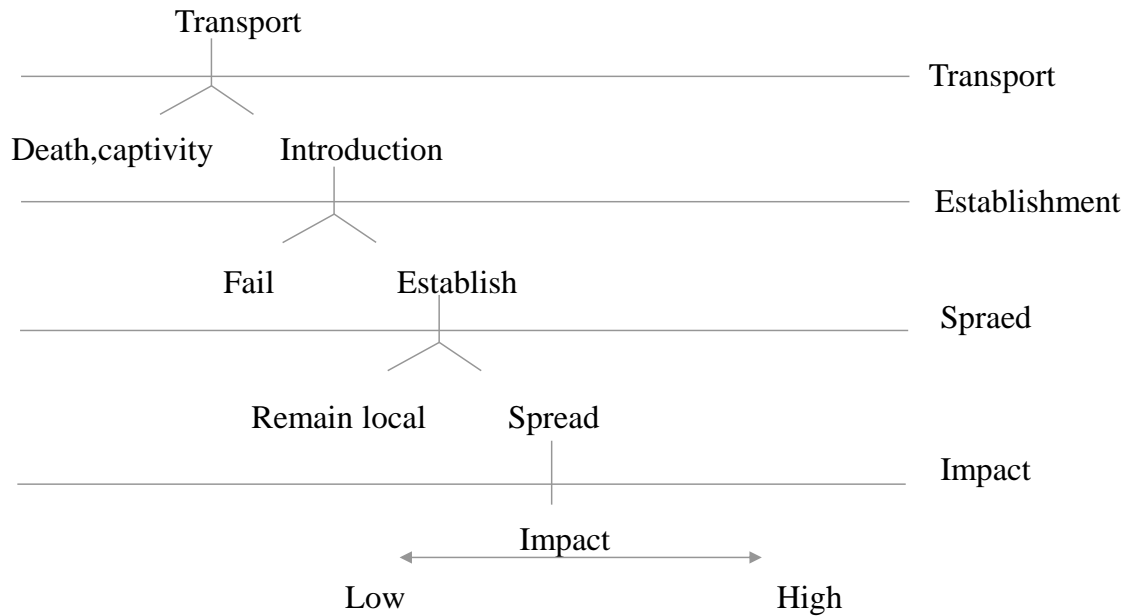 Transport
Transport
Death,captivity Introduction
Establishment
Fail Establish
Spraed
Remain local Spread
Impact
Impact
Low High